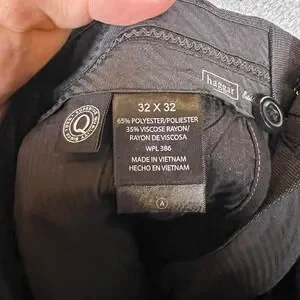 haggar
32 X 32
65% POLYESTER/POLIESTER
35% VISCOSE RAYON/
RAYON DE VISCOSA
WPL 386
MADE IN VIETNAM
HECHO EN VIETNAM
A
Q